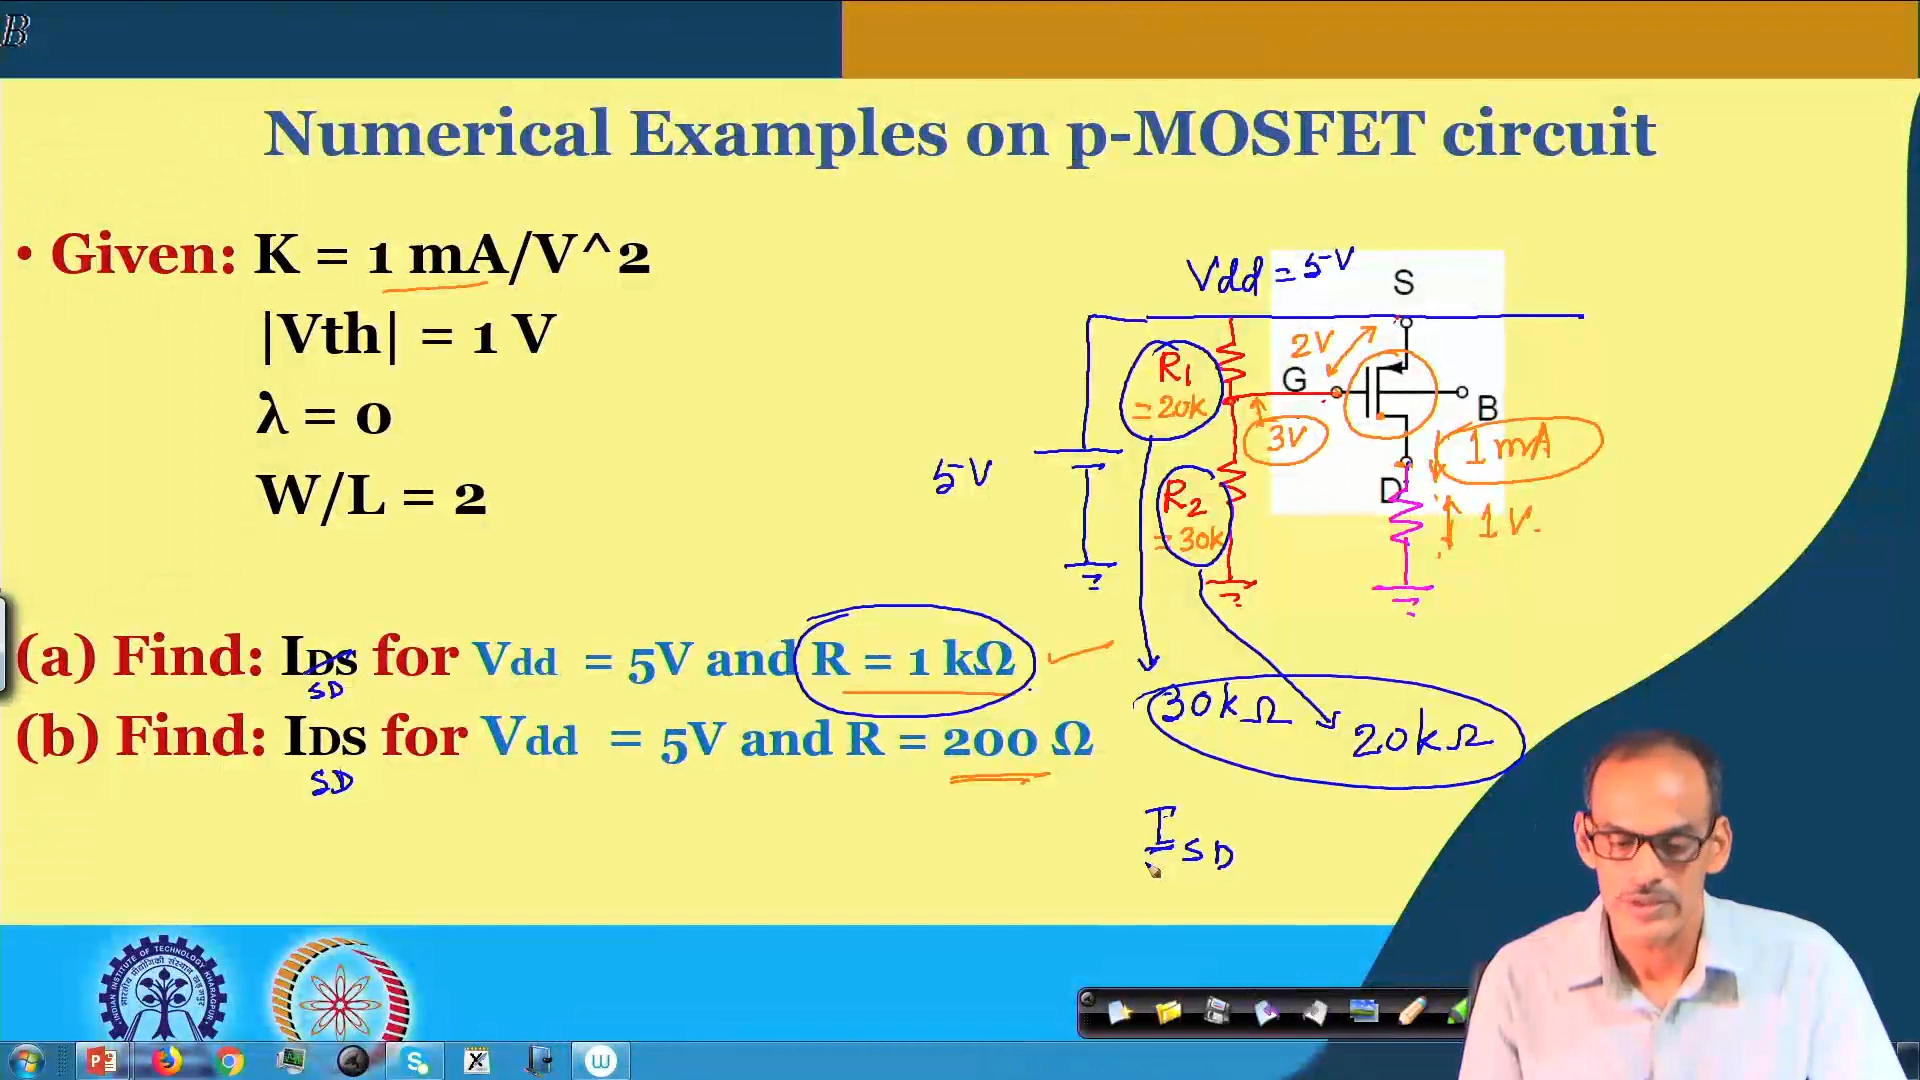 B
Numerical Examples on p-MOSFET circuit
• Given: K = 1 mA/V^2
|Vth| = 1 V
λ = 0
W/L = 2
Vdd = 5V
S
2V
R1
= 20k
G
B
3V
1 mA
5V
D
R2
= 30k
1V.
(a) Find: IDS for Vdd = 5V and R = 1 kΩ
SD
30kΩ
20kΩ
(b) Find: IDS for Vdd = 5V and R = 200 Ω
SD
ISD